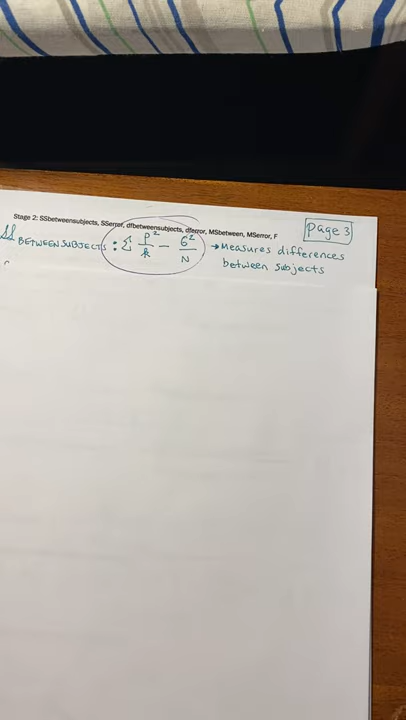 Stage 2: SSbetweensubjects, SSerror, dfbetweensubjects, dferror, MSbetween, MSerror, F
page 3
SS BETWEEN SUBJECTS : Σ P²/k − G²/N → Measures differences
between subjects